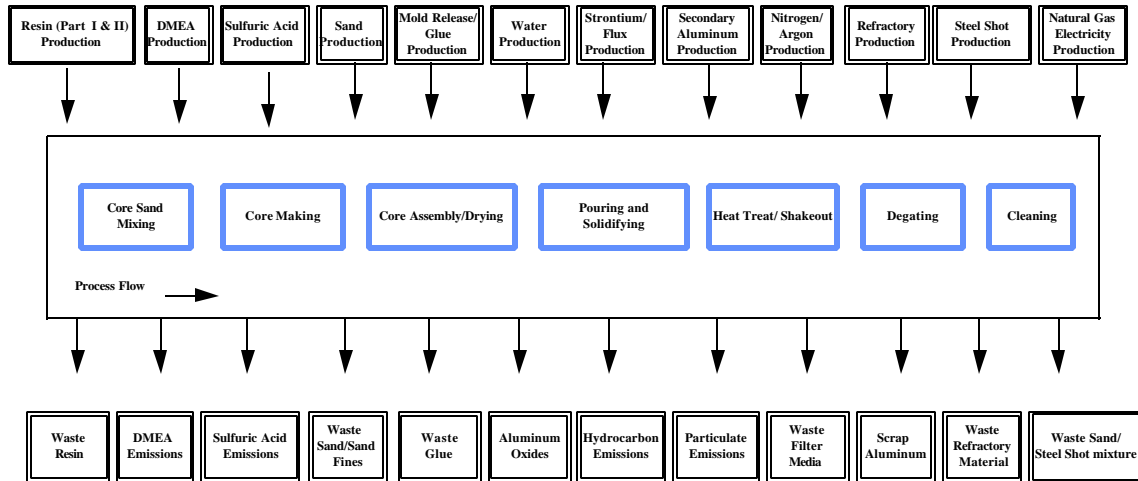 Resin (Part I & II)
Production
DMEA
Production
Sulfuric Acid
Production
Sand
Production
Mold Release/
Glue
Production
Water
Production
Strontium/
Flux
Production
Secondary
Aluminum
Production
Nitrogen/
Argon
Production
Refractory
Production
Steel Shot
Production
Natural Gas
Electricity
Production
Core Sand
Mixing
Core Making
Core Assembly/Drying
Pouring and
Solidifying
Heat Treat/ Shakeout
Degating
Cleaning
Process Flow
Waste
Resin
DMEA
Emissions
Sulfuric Acid
Emissions
Waste
Sand/Sand
Fines
Waste
Glue
Aluminum
Oxides
Hydrocarbon
Emissions
Particulate
Emissions
Waste
Filter
Media
Scrap
Aluminum
Waste
Refractory
Material
Waste Sand/
Steel Shot mixture